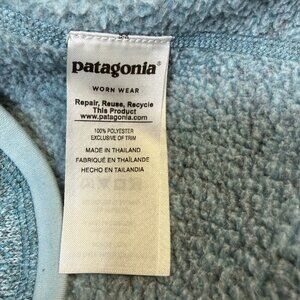 patagonia®
WORN WEAR
Repair, Reuse, Recycle
This Product
www.patagonia.com
100% POLYESTER
EXCLUSIVE OF TRIM
MADE IN THAILAND
FABRIQUÉ EN THAÏLANDE
HECHO EN TAILANDIA